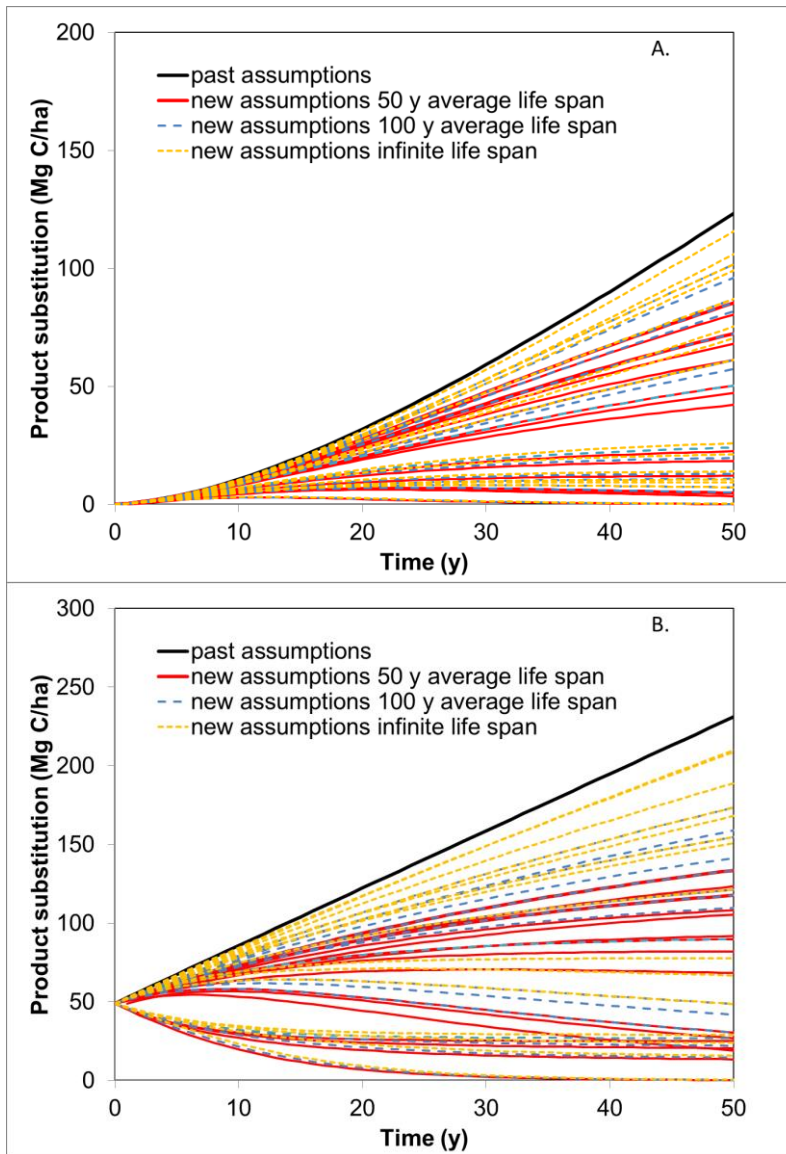 A.
past assumptions
new assumptions 50 y average life span
new assumptions 100 y average life span
new assumptions infinite life span
Product substitution (Mg C/ha)
200
150
100
50
0
0 10 20 30 40 50
Time (y)
B.
past assumptions
new assumptions 50 y average life span
new assumptions 100 y average life span
new assumptions infinite life span
Product substitution (Mg C/ha)
300
250
200
150
100
50
0
0 10 20 30 40 50
Time (y)